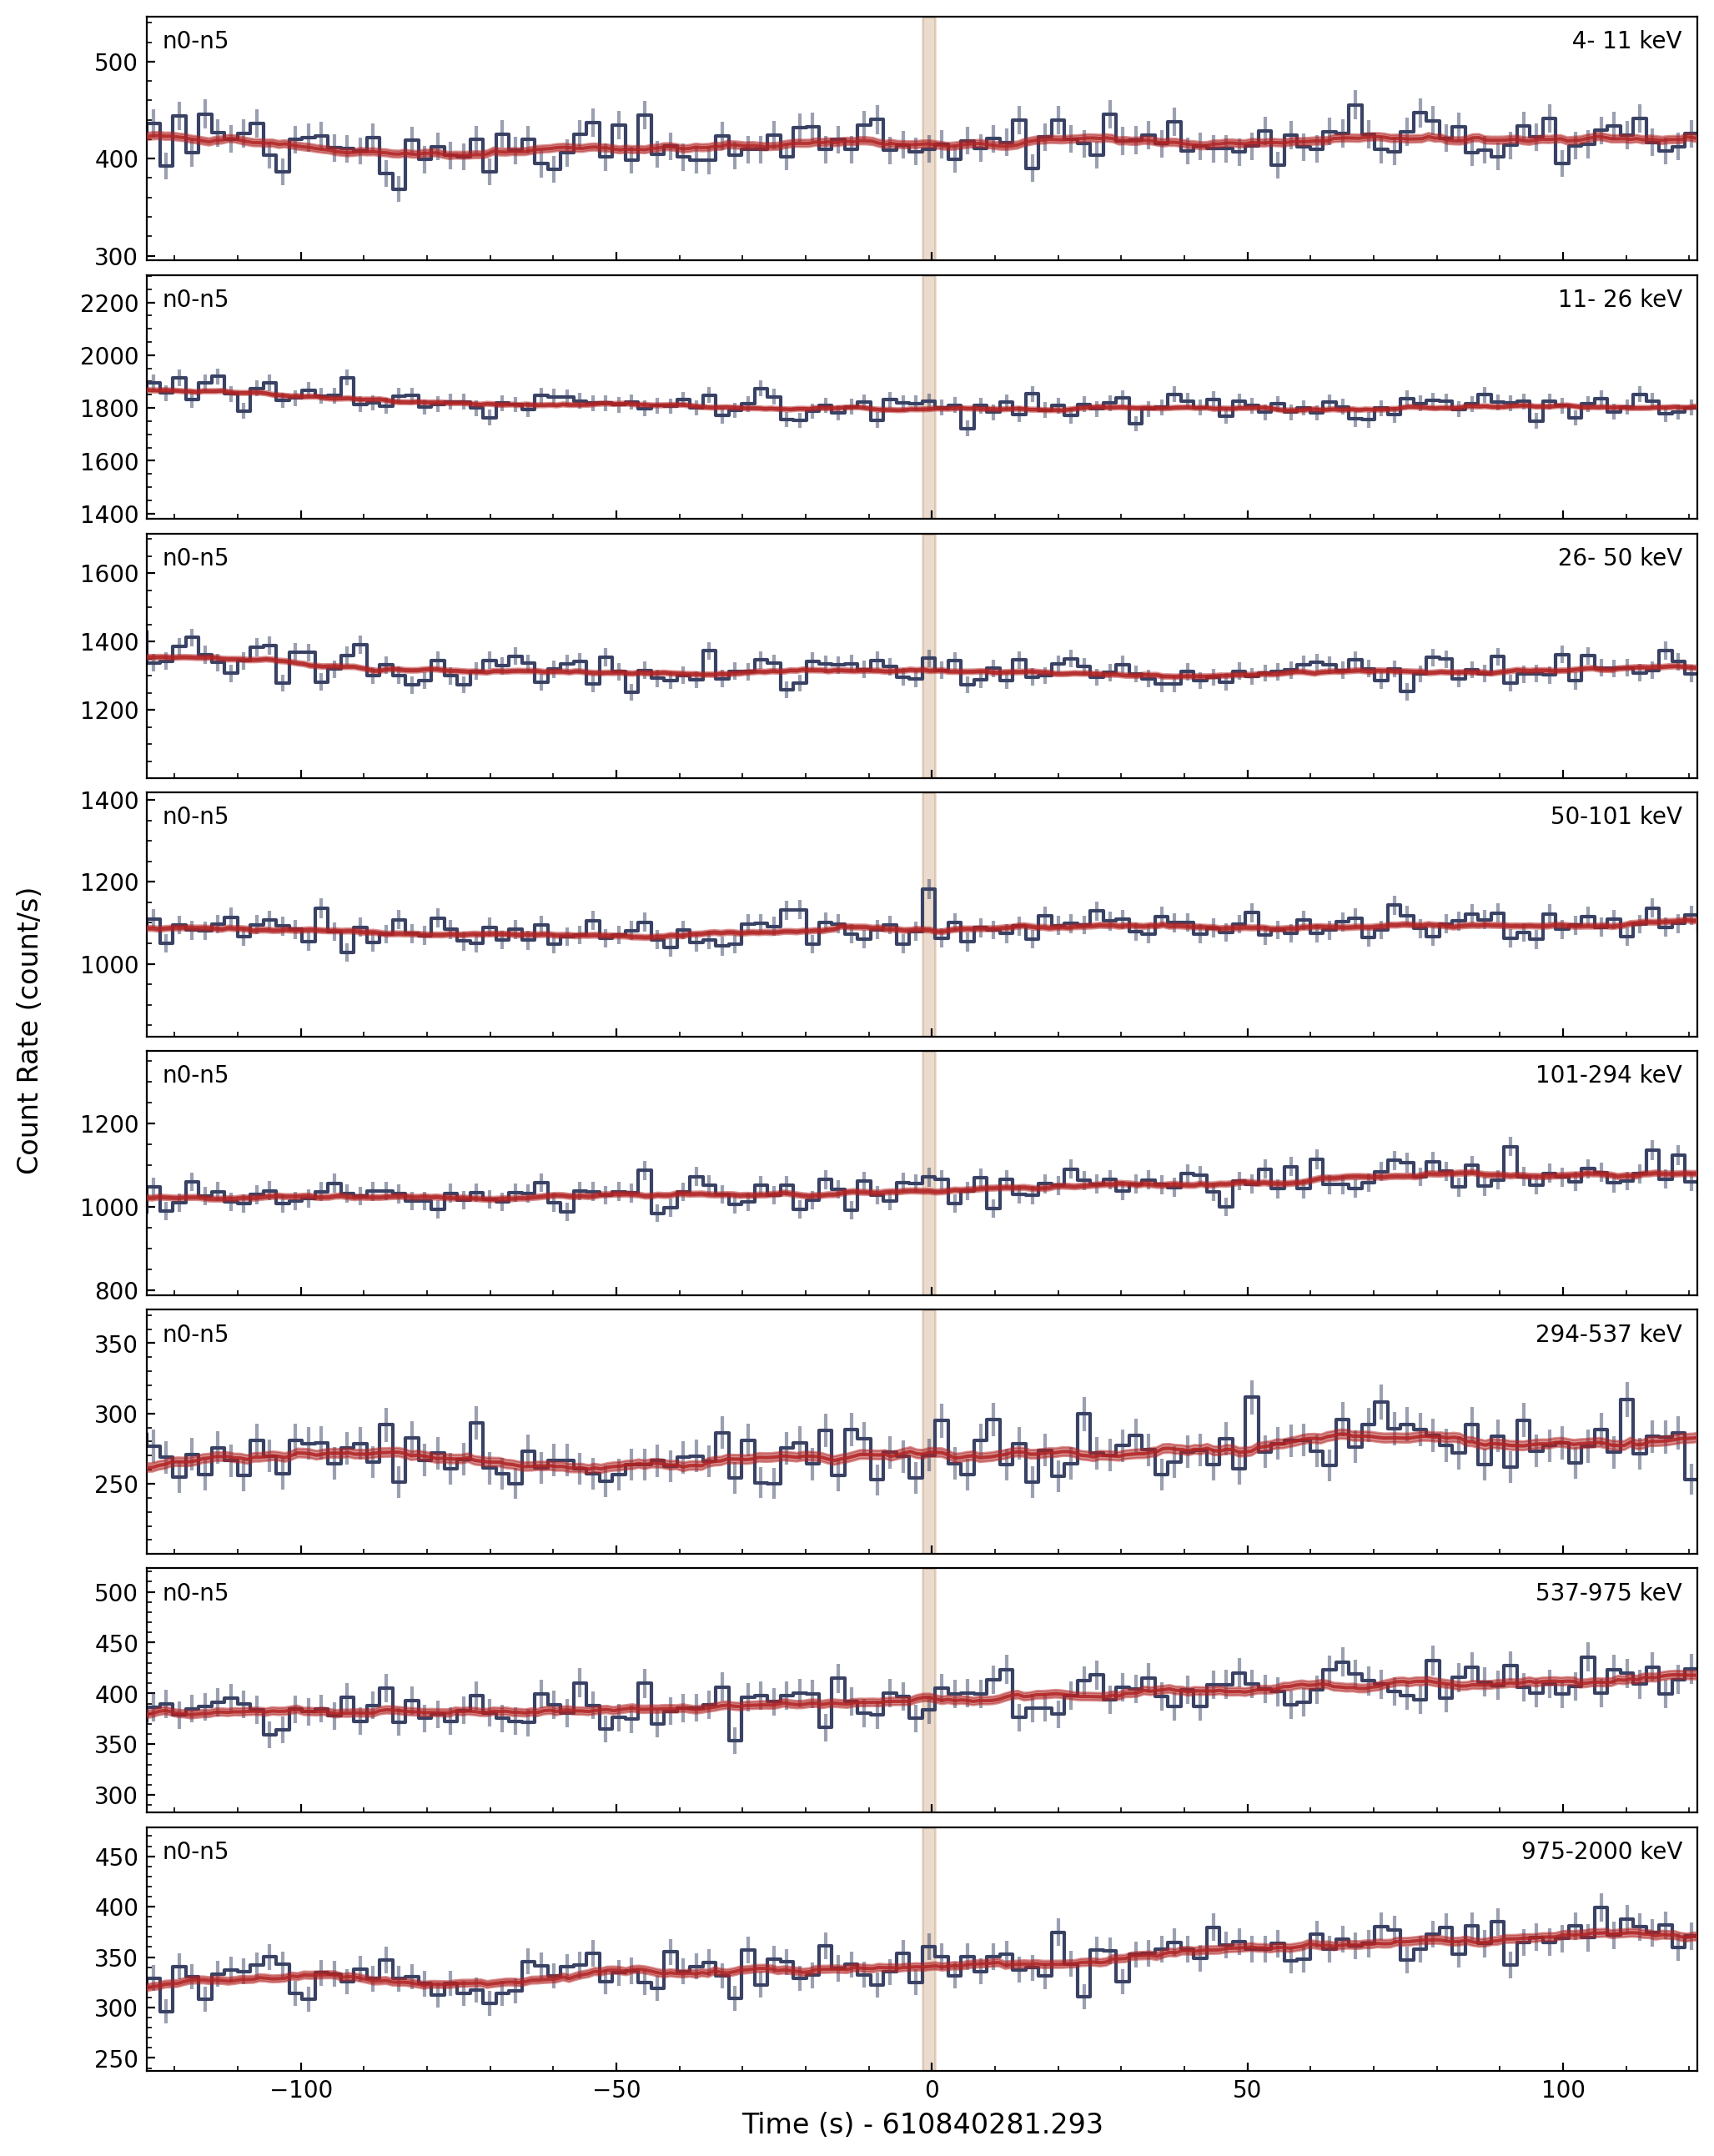 n0-n5 4- 11 keV
500
400
300
n0-n5 11- 26 keV
2200
2000
1800
1600
1400
n0-n5 26- 50 keV
1600
1400
1200
n0-n5 50-101 keV
1400
1200
1000
n0-n5 101-294 keV
1200
1000
800
n0-n5 294-537 keV
350
300
250
n0-n5 537-975 keV
500
450
400
350
300
n0-n5 975-2000 keV
450
400
350
300
250
Count Rate (count/s)
−100 −50 0 50 100
Time (s) - 610840281.293